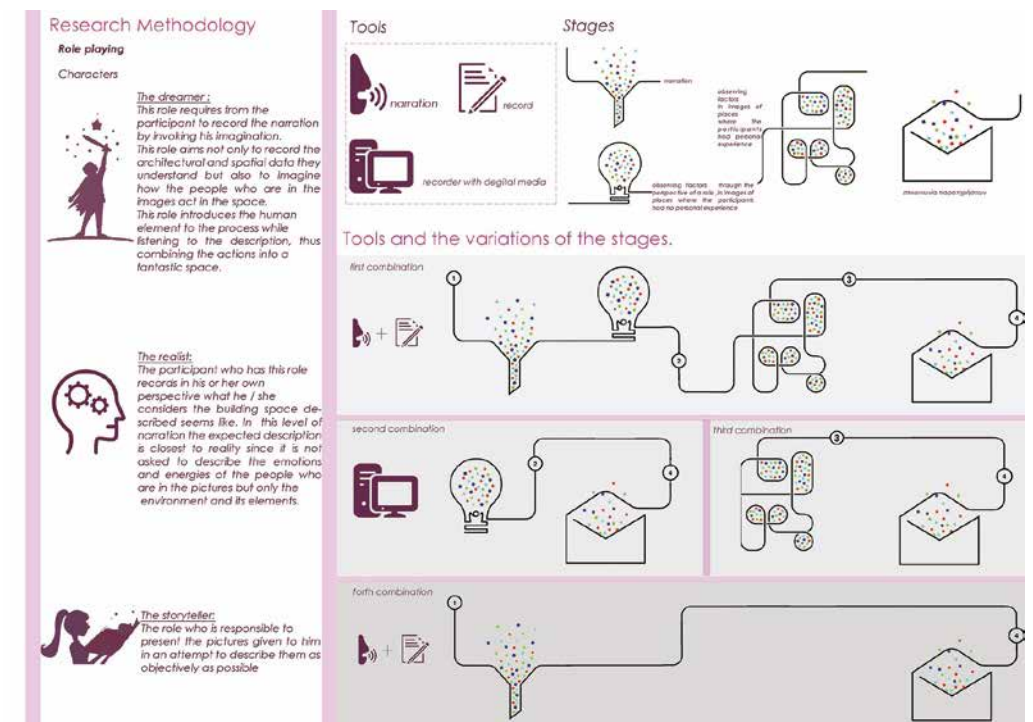 Research Methodology
Role playing
Characters
The dreamer :
This role requires from the
participant to record the narration
by invoking his imagination.
This role aims not only to record the
architectural and spatial data they
understand but also to imagine
how the people who are in the
images act in the space.
This role introduces the human
element to the process while
listening to the description, thus
combining the actions into a
fantastic space.
The realist:
The participant who has this role
records in his or her own
perspective what he / she
considers the building space de-
scribed seems like. In this level of
narration the expected description
is closest to reality since it is not
asked to describe the emotions
and energies of the people who
are in the pictures but only the
environment and its elements.
The storyteller:
The role who is responsible to
present the pictures given to him
in an attempt to describe them as
objectively as possible
Tools
narration
record
recorder with degital media
Stages
narration
observing
factors
in images of
places
where the
participants
had personal
experience
observing factors through the
perspective of a role ,in images of
places where the participant
had no personal experience
Tools and the variations of the stages.
first combination
1
+
2
3
4
second combination
2
4
third combination
3
4
forth combination
1
+
4